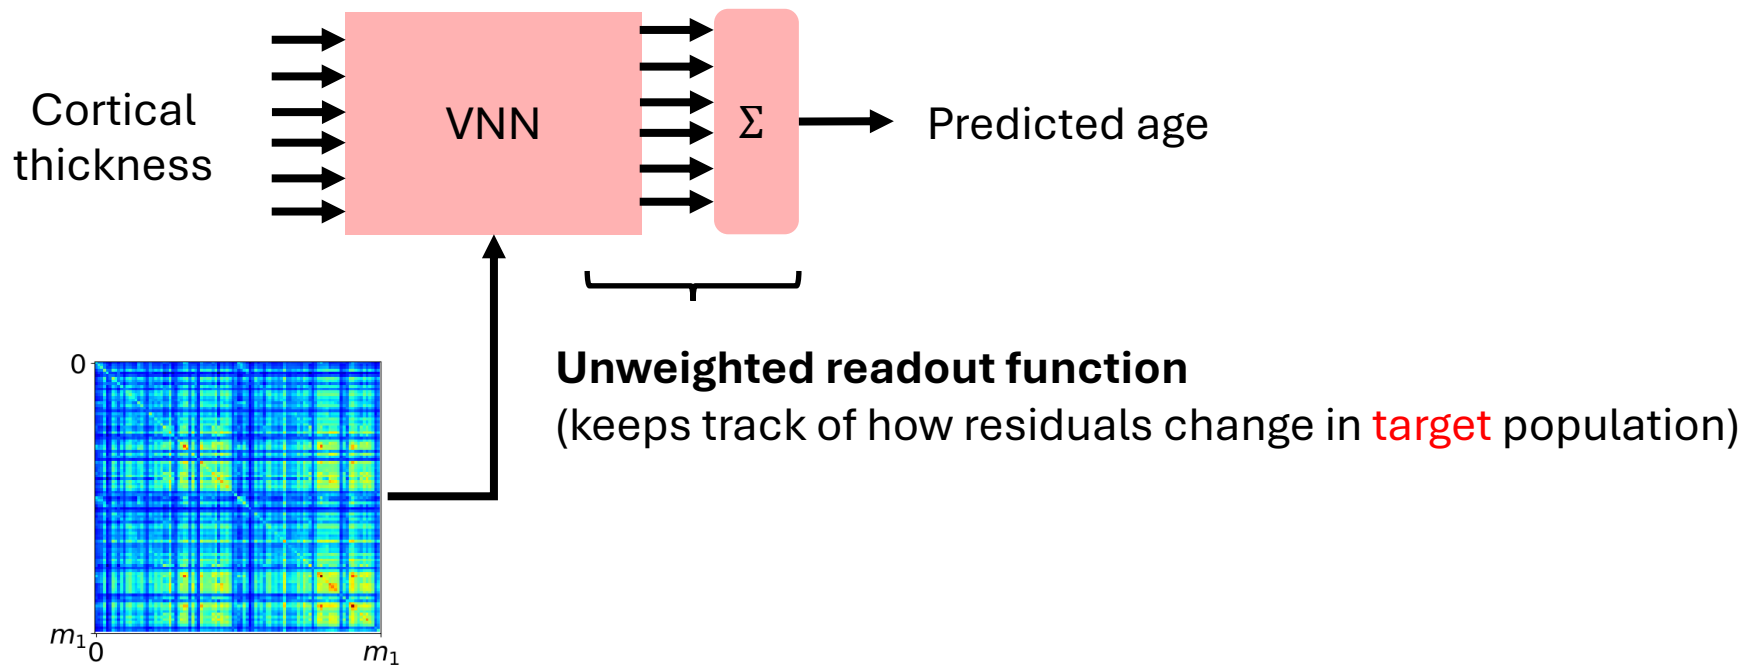 Cortical
thickness
VNN
Σ
Predicted age
Unweighted readout function
(keeps track of how residuals change in target population)
0
m₁
0
m₁